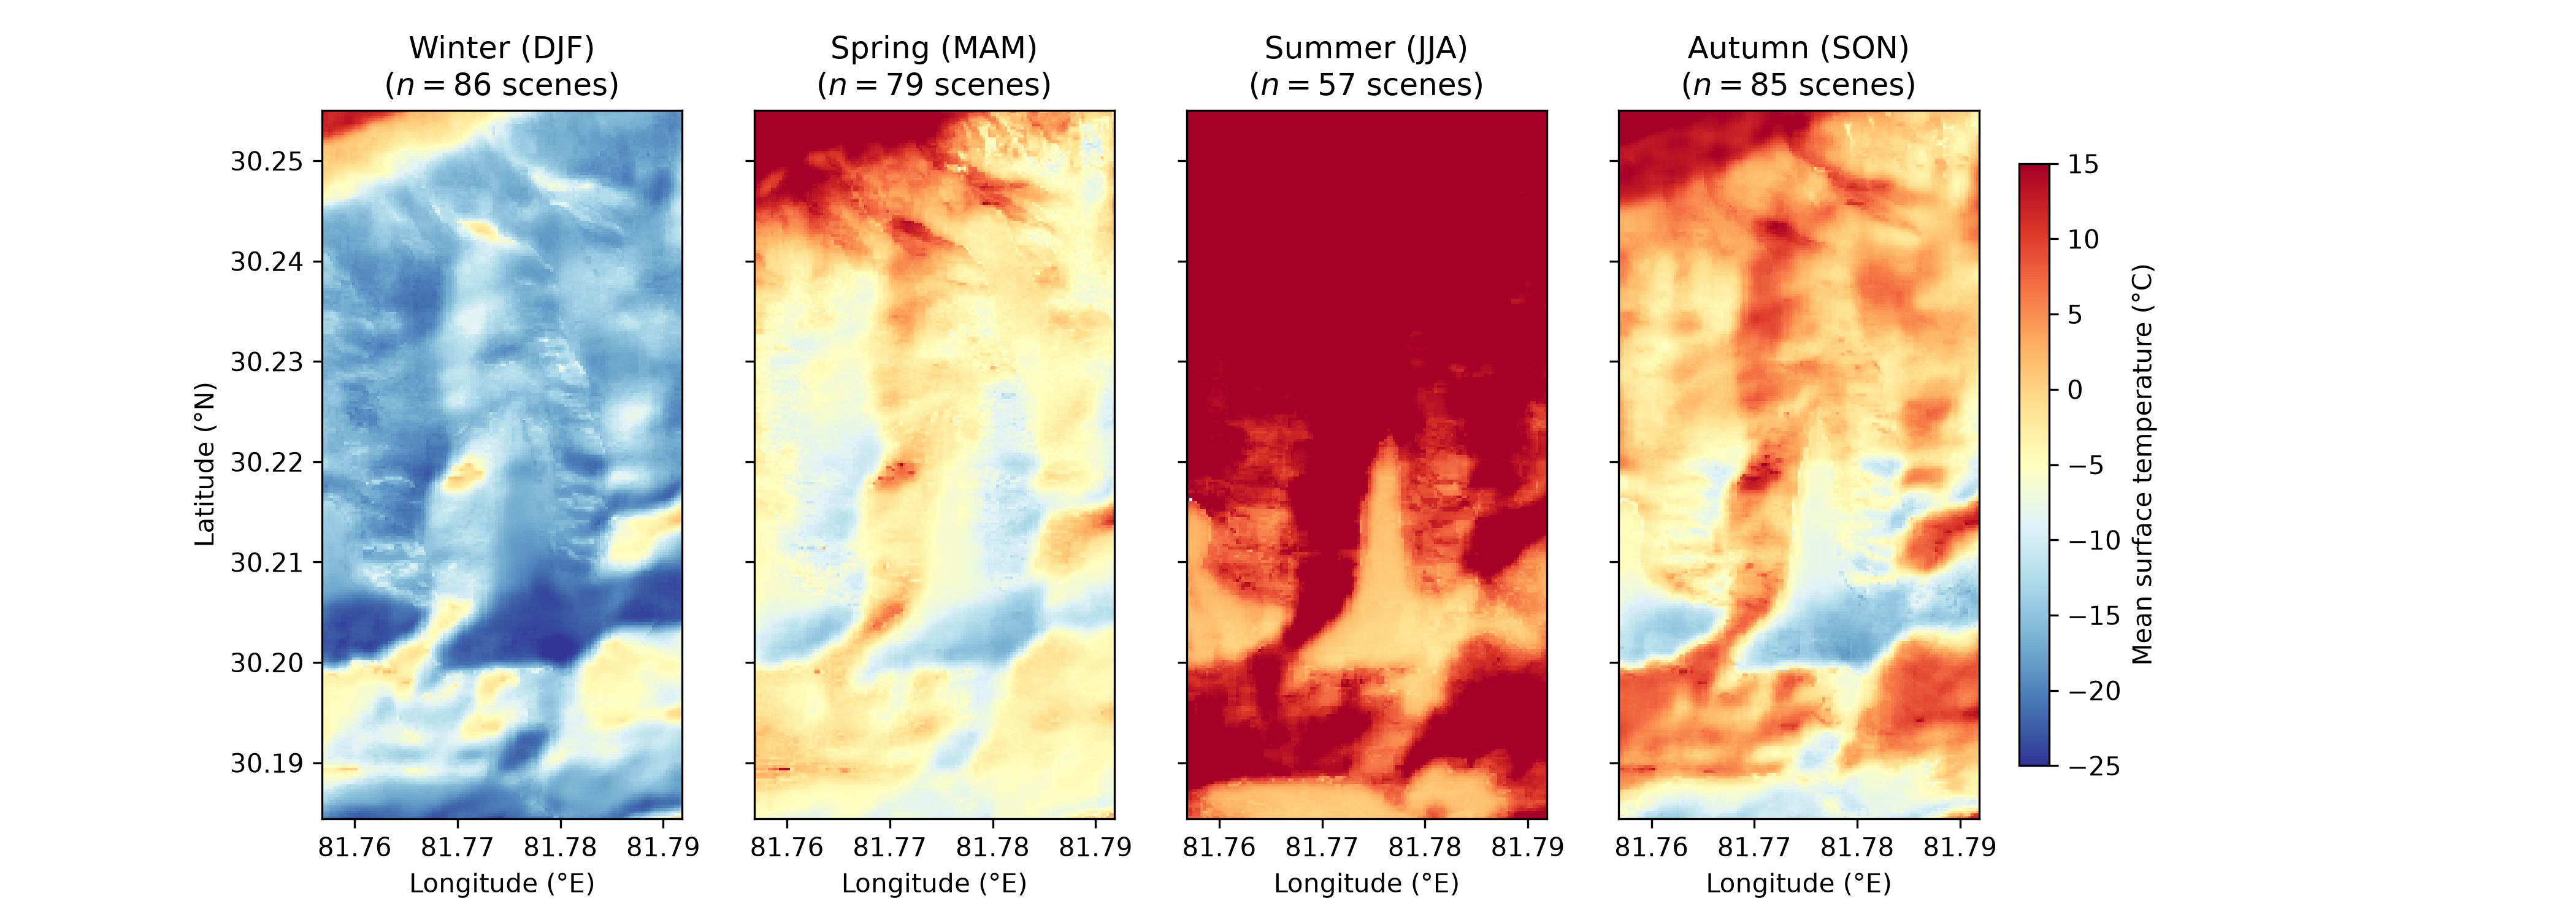 Winter (DJF)
(n = 86 scenes)
Spring (MAM)
(n = 79 scenes)
Summer (JJA)
(n = 57 scenes)
Autumn (SON)
(n = 85 scenes)
Latitude (°N)
30.25
30.24
30.23
30.22
30.21
30.20
30.19
81.76 81.77 81.78 81.79
Longitude (°E)
81.76 81.77 81.78 81.79
Longitude (°E)
81.76 81.77 81.78 81.79
Longitude (°E)
81.76 81.77 81.78 81.79
Longitude (°E)
15
10
5
0
−5
−10
−15
−20
−25
Mean surface temperature (°C)